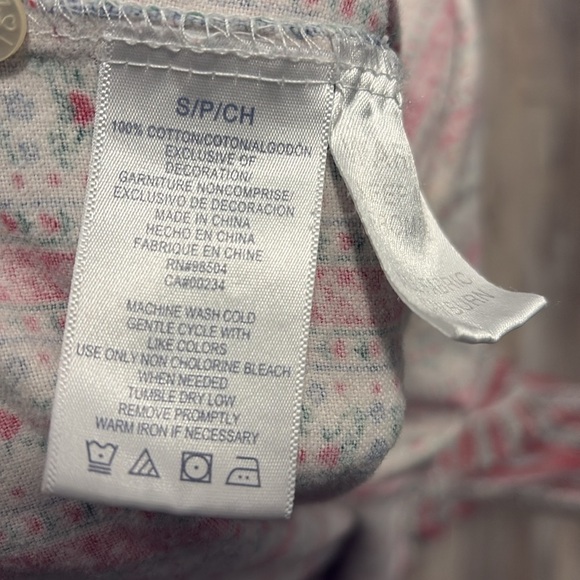 S/P/CH
100% COTTON/COTON/ALGODÓN
EXCLUSIVE OF
DECORATION/
GARNITURE NONCOMPRISE/
EXCLUSIVO DE DECORACION
MADE IN CHINA
HECHO EN CHINA
FABRIQUE EN CHINE
RN#98504
CA#00234
MACHINE WASH COLD
GENTLE CYCLE WITH
LIKE COLORS
USE ONLY NON CHOLORINE BLEACH
WHEN NEEDED
TUMBLE DRY LOW
REMOVE PROMPTLY
WARM IRON IF NECESSARY